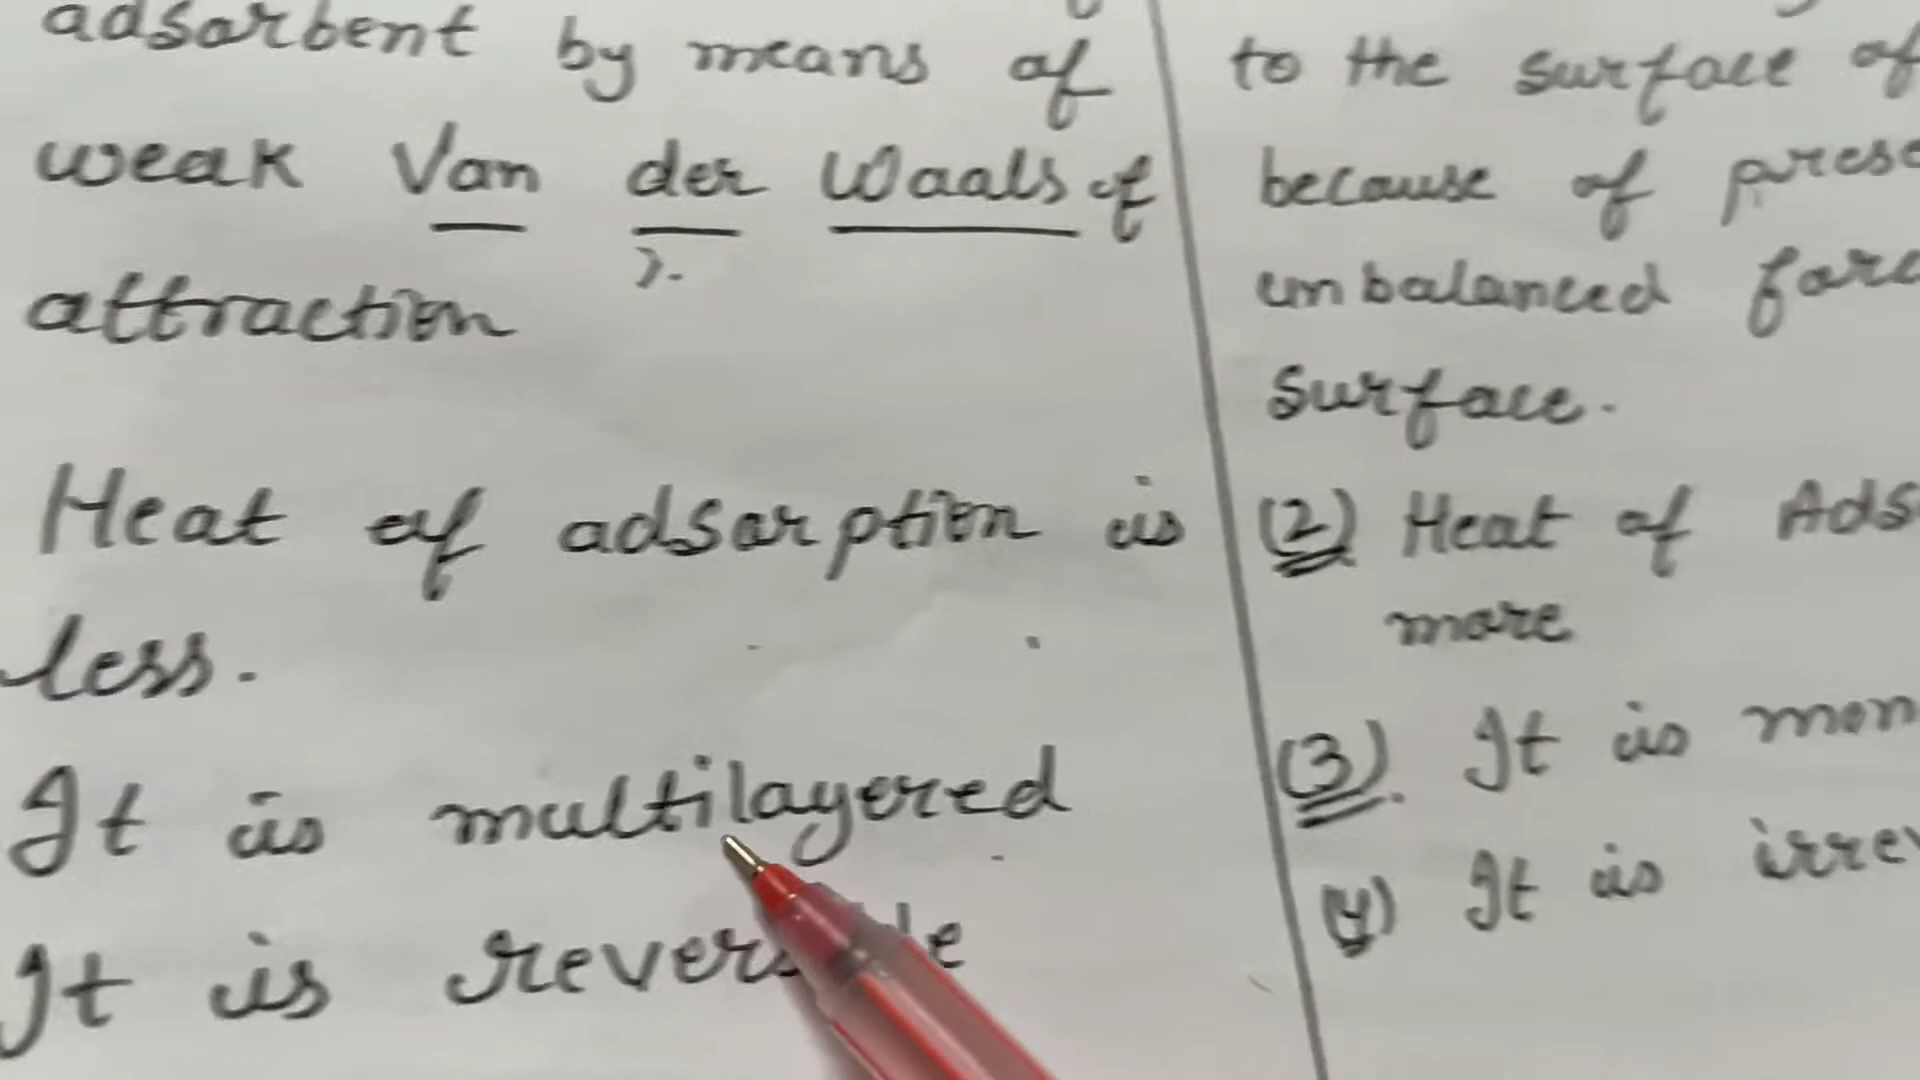 adsorbent by means of
weak Van der Waals of
attraction
Heat of adsorption is
less.
It is multilayered
It is
to the surface of
because of
unbalanced
surface.
(2) Heat of
more
(3). It is
(4) It is